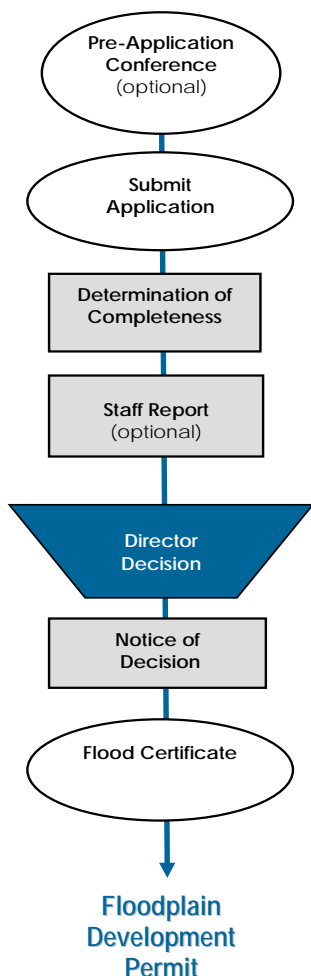 Pre-Application
Conference
(optional)
Submit
Application
Determination of
Completeness
Staff Report
(optional)
Director
Decision
Notice of
Decision
Flood Certificate
Floodplain
Development
Permit